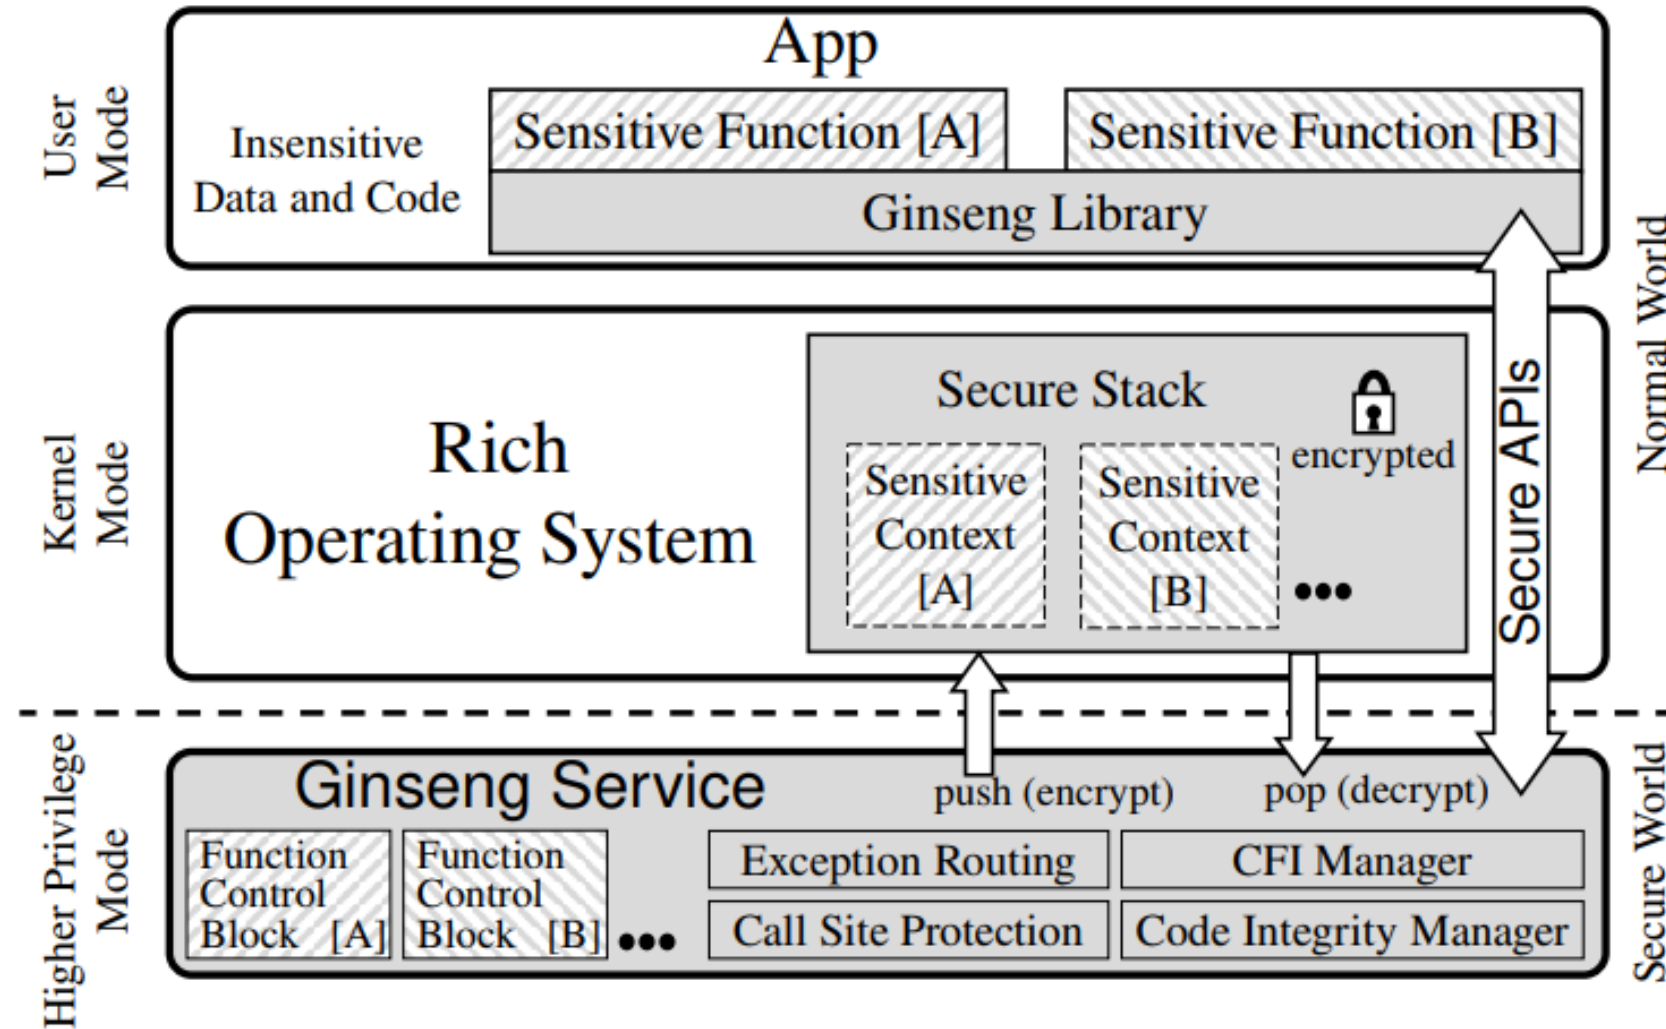 App
User
Mode
Insensitive
Data and Code
Sensitive Function [A]
Sensitive Function [B]
Ginseng Library
Normal World
Kernel
Mode
Rich
Operating System
Secure Stack
encrypted
Sensitive
Context
[A]
Sensitive
Context
[B]
•••
Secure APIs
Higher Privilege
Mode
Ginseng Service
push (encrypt)
pop (decrypt)
Function
Control
Block [A]
Function
Control
Block [B]
•••
Exception Routing
CFI Manager
Call Site Protection
Code Integrity Manager
Secure World